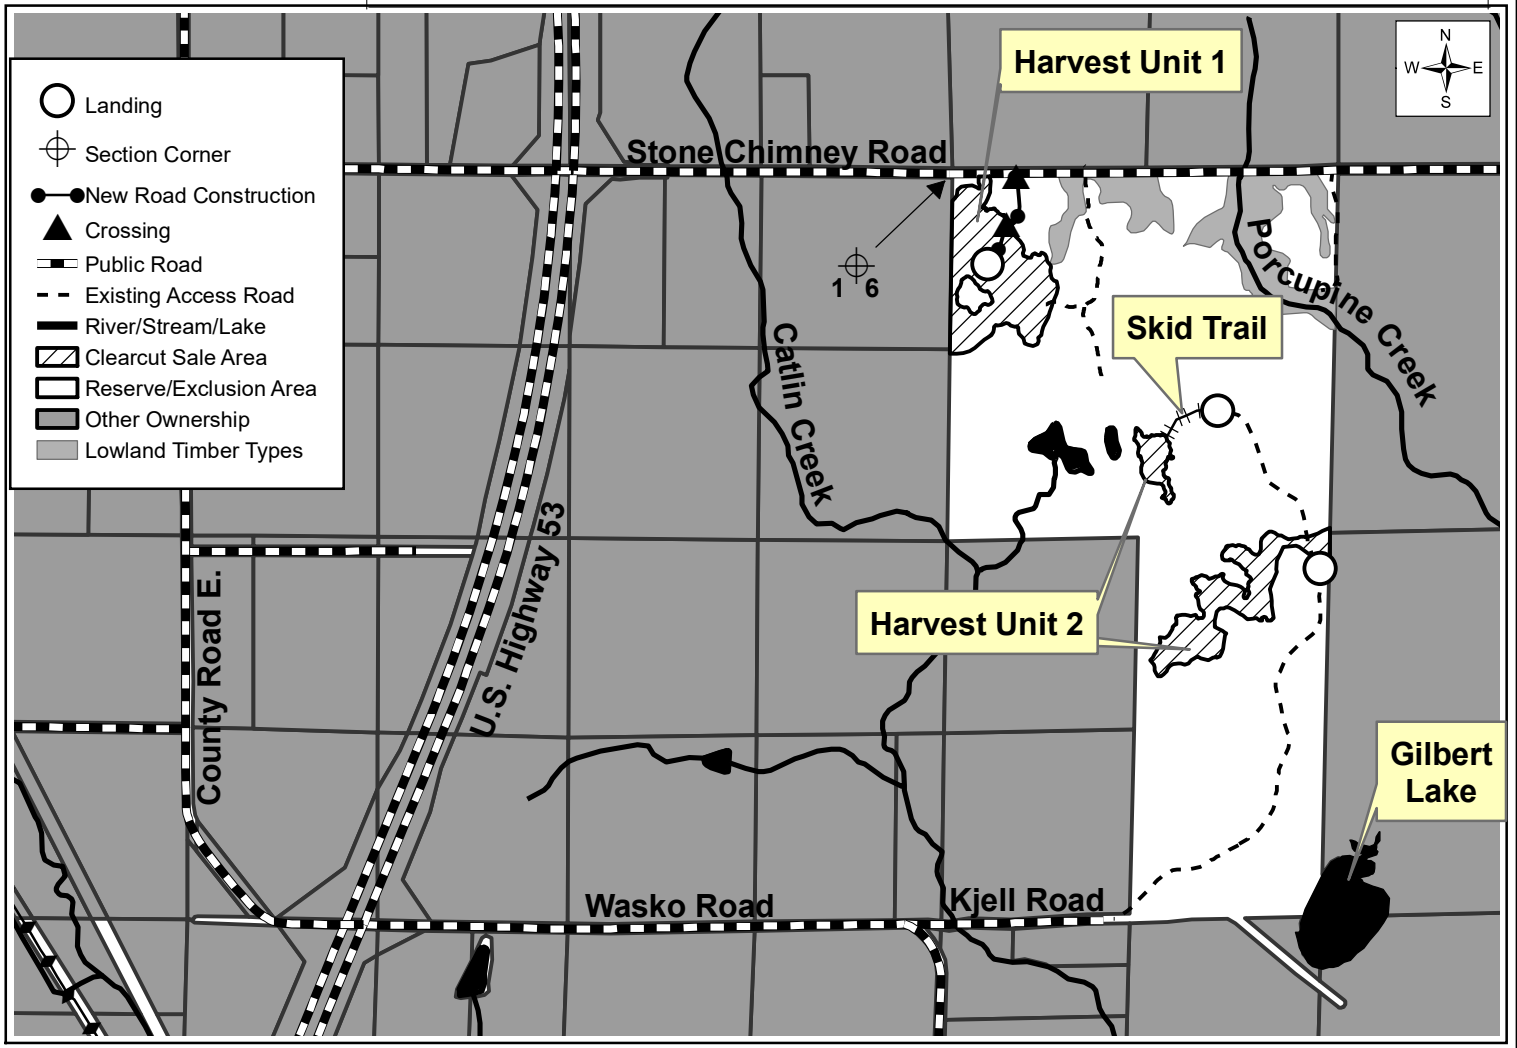 Harvest Unit 1
N
W E
S
Landing
Section Corner
New Road Construction
Crossing
Public Road
Existing Access Road
River/Stream/Lake
Clearcut Sale Area
Reserve/Exclusion Area
Other Ownership
Lowland Timber Types
Stone Chimney Road
1 6
Porcupine Creek
Skid Trail
Catlin Creek
U.S. Highway 53
County Road E.
Harvest Unit 2
Gilbert
Lake
Wasko Road
Kjell Road